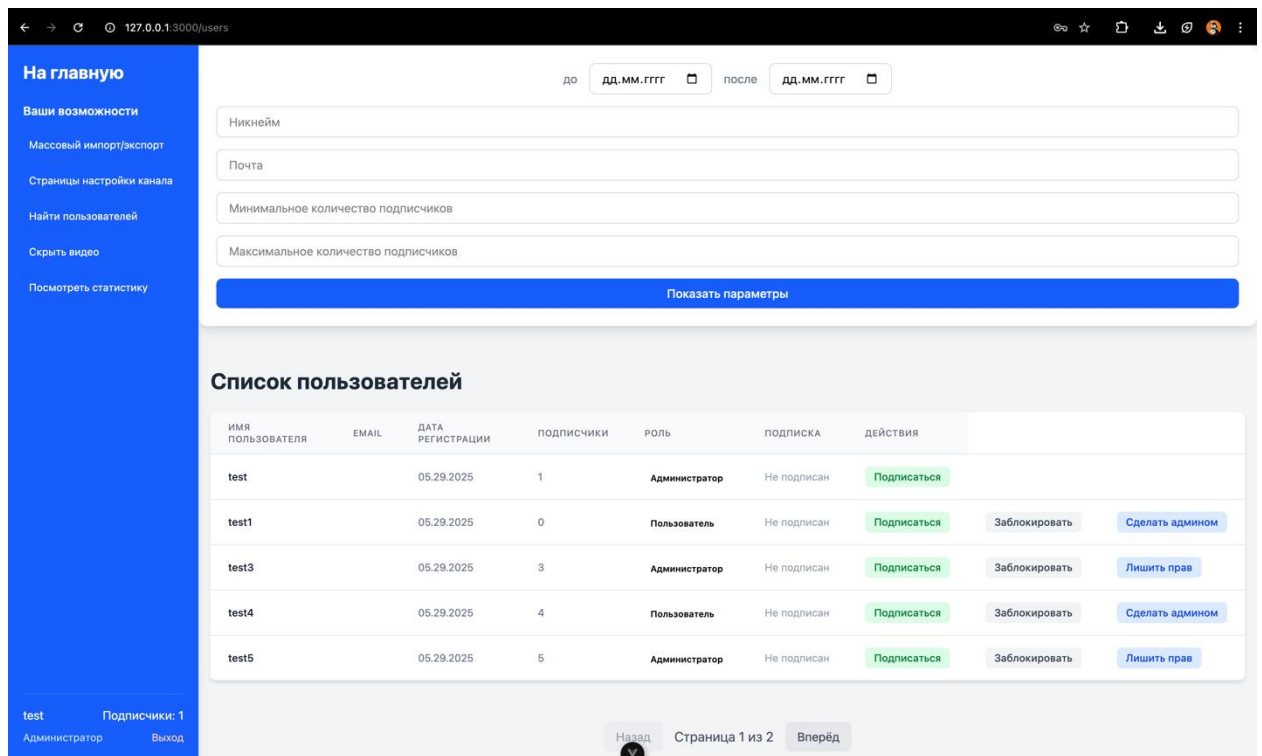 127.0.0.1:3000/users
На главную
Ваши возможности
Массовый импорт/экспорт
Страницы настройки канала
Найти пользователей
Скрыть видео
Посмотреть статистику
test Подписчики: 1
Администратор Выход
до дд.мм.гггг после дд.мм.гггг
Никнейм
Почта
Минимальное количество подписчиков
Максимальное количество подписчиков
Показать параметры
Список пользователей
ИМЯ ПОЛЬЗОВАТЕЛЯ EMAIL ДАТА РЕГИСТРАЦИИ ПОДПИСЧИКИ РОЛЬ ПОДПИСКА ДЕЙСТВИЯ
test 05.29.2025 1 Администратор Не подписан Подписаться
test1 05.29.2025 0 Пользователь Не подписан Подписаться Заблокировать Сделать админом
test3 05.29.2025 3 Администратор Не подписан Подписаться Заблокировать Лишить прав
test4 05.29.2025 4 Пользователь Не подписан Подписаться Заблокировать Сделать админом
test5 05.29.2025 5 Администратор Не подписан Подписаться Заблокировать Лишить прав
Назад Страница 1 из 2 Вперёд